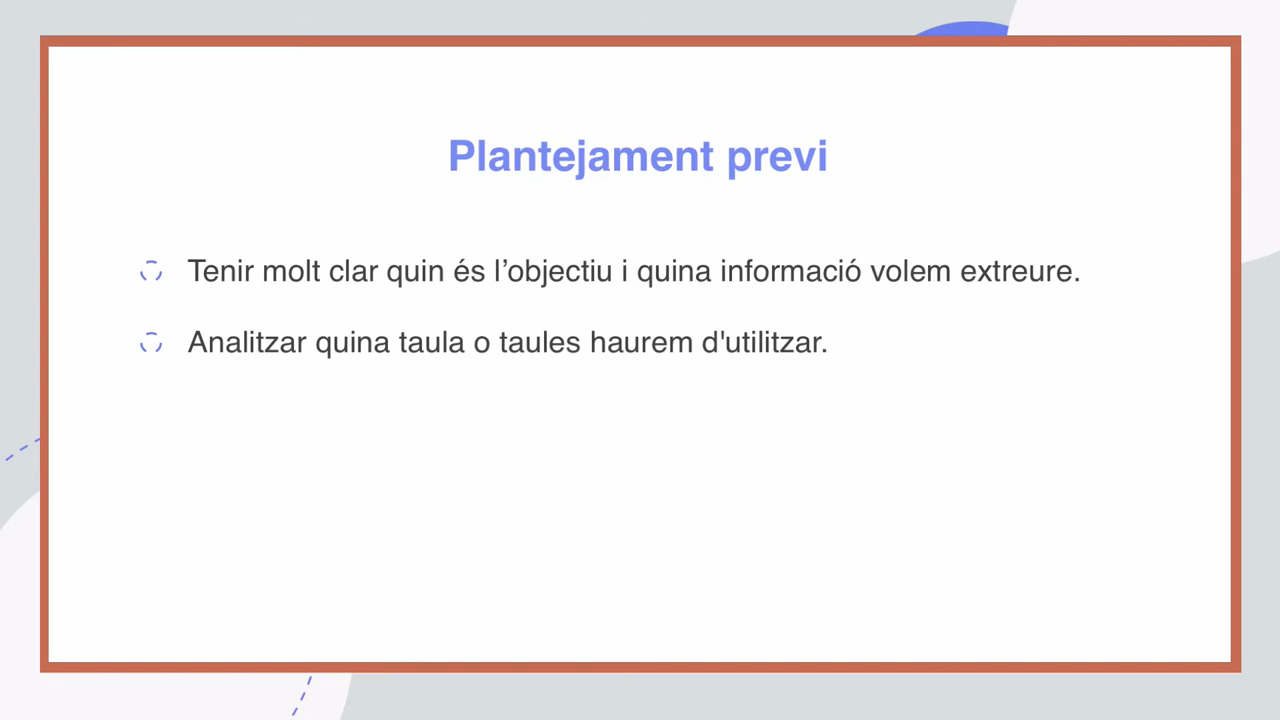 Plantejament previ
Tenir molt clar quin és l’objectiu i quina informació volem extreure.
Analitzar quina taula o taules haurem d'utilitzar.